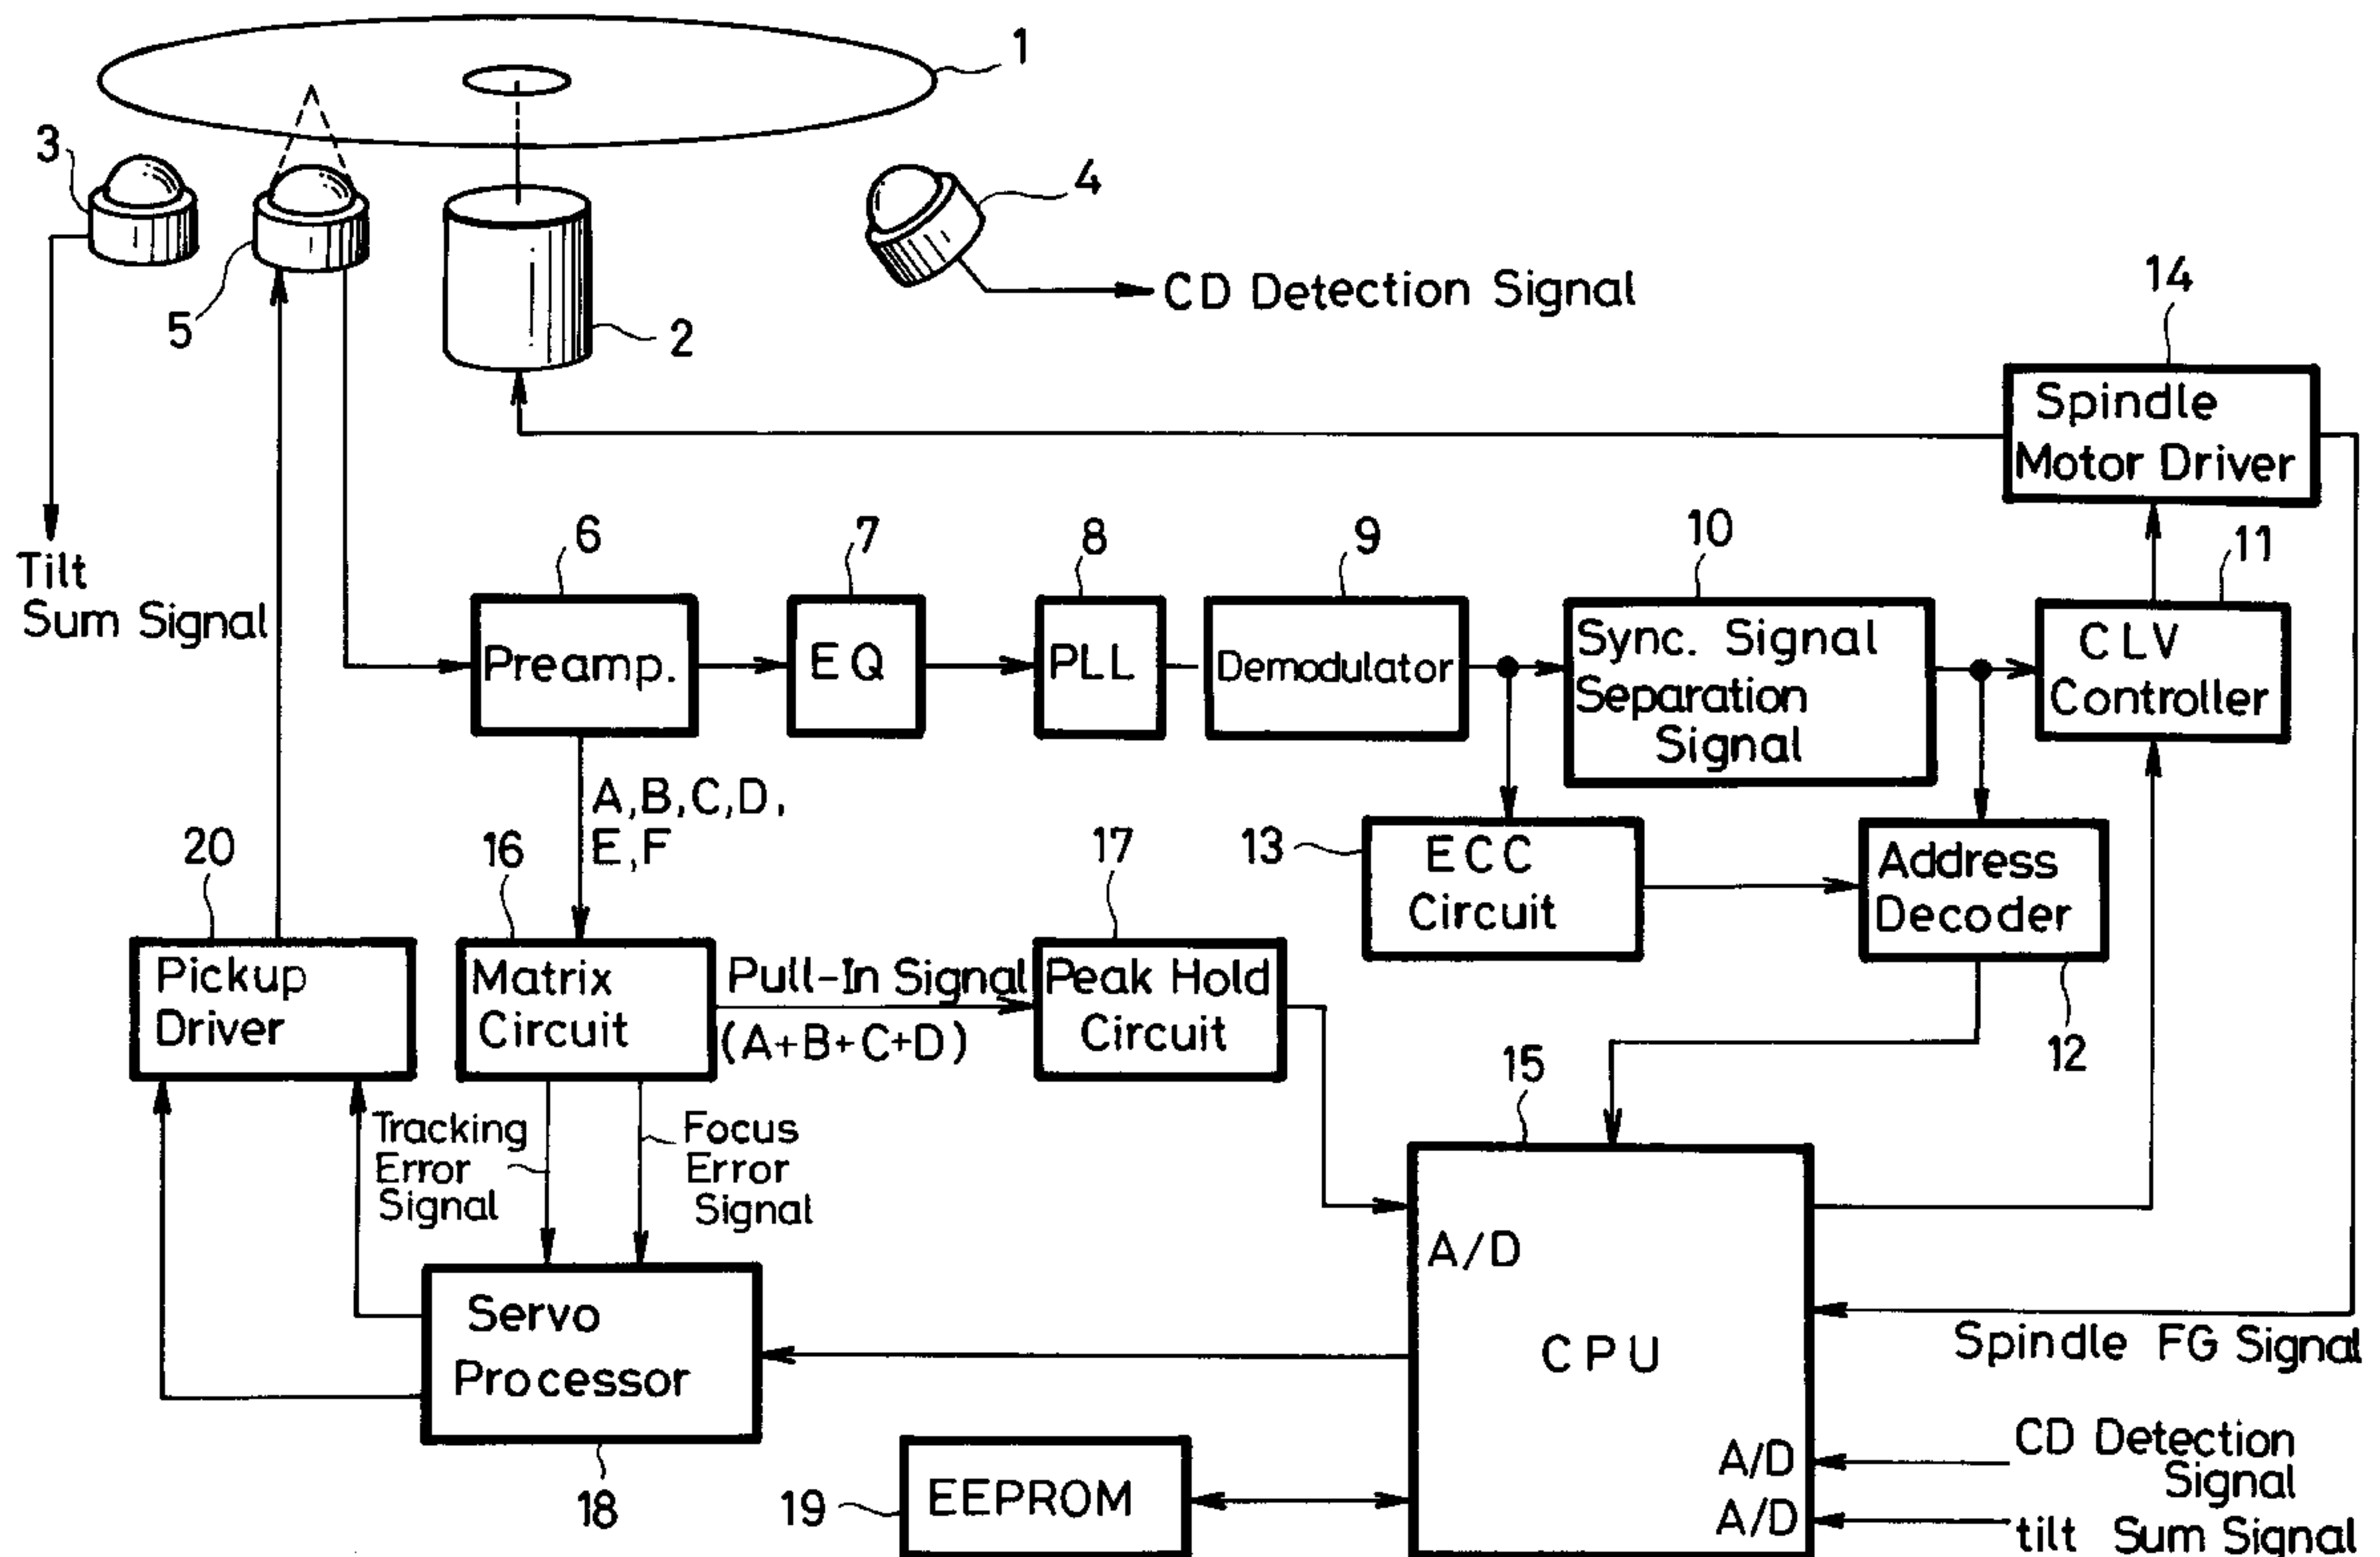 1
3
4
5
2
CD Detection Signal
14
Spindle
Motor Driver
Tilt
Sum Signal
6
7
8
9
10
11
Preamp.
EQ
PLL
Demodulator
Sync. Signal
Separation
Signal
CLV
Controller
A,B,C,D,
E,F
20
16
17
13
ECC
Circuit
Address
Decoder
12
Pickup
Driver
Matrix
Circuit
Pull-In Signal
(A+B+C+D)
Peak Hold
Circuit
15
Tracking
Error
Signal
Focus
Error
Signal
A/D
CPU
Servo
Processor
18
Spindle FG Signal
19
EEPROM
A/D
CD Detection
Signal
A/D
tilt Sum Signal